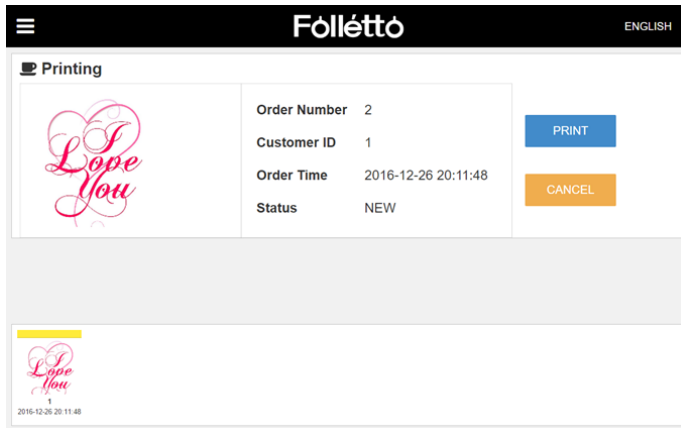 Fólléttó
ENGLISH
Printing
I
Love
You
Order Number 2
Customer ID 1
Order Time 2016-12-26 20:11:48
Status NEW
PRINT
CANCEL
I
Love
You
1
2016-12-26 20:11:48